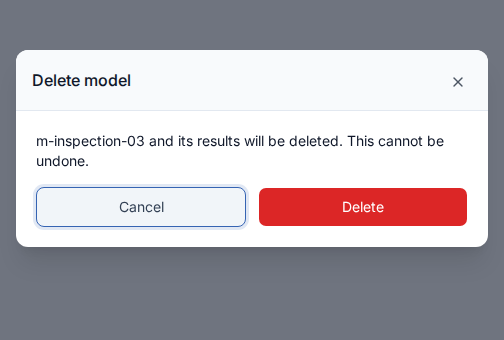 Delete model
m-inspection-03 and its results will be deleted. This cannot be
undone.
Cancel
Delete